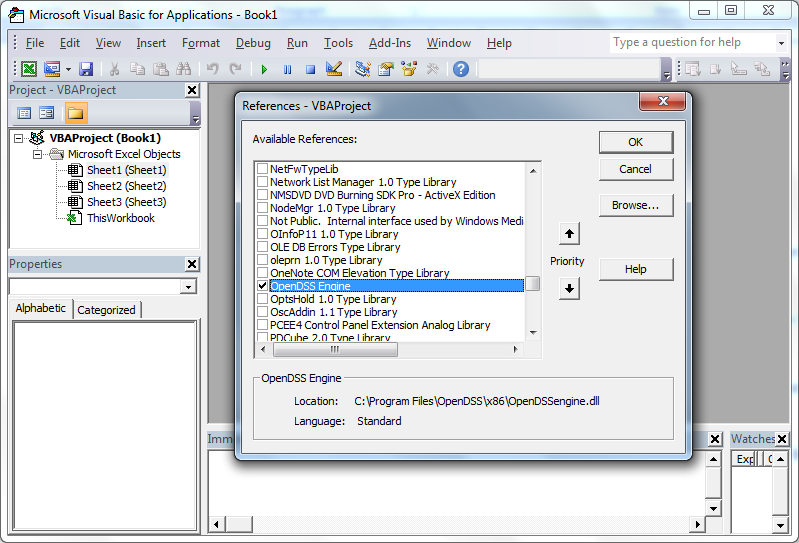 Microsoft Visual Basic for Applications - Book1
File Edit View Insert Format Debug Run Tools Add-Ins Window Help
Type a question for help
Project - VBAProject
VBAProject (Book1)
Microsoft Excel Objects
Sheet1 (Sheet1)
Sheet2 (Sheet2)
Sheet3 (Sheet3)
ThisWorkbook
Properties
Alphabetic Categorized
References - VBAProject
Available References:
NetFwTypeLib
Network List Manager 1.0 Type Library
NMSDVD DVD Burning SDK Pro - ActiveX Edition
NodeMgr 1.0 Type Library
Not Public. Internal interface used by Windows Medi
OInfoP11 1.0 Type Library
OLE DB Errors Type Library
oleprn 1.0 Type Library
OneNote COM Elevation Type Library
OpenDSS Engine
OptsHold 1.0 Type Library
OscAddin 1.1 Type Library
PCEE4 Control Panel Extension Analog Library
PDCube 2.0 Type Library
OK
Cancel
Browse...
Priority
Help
OpenDSS Engine
Location: C:\Program Files\OpenDSS\x86\OpenDSSengine.dll
Language: Standard
Imm
Watches
Exp